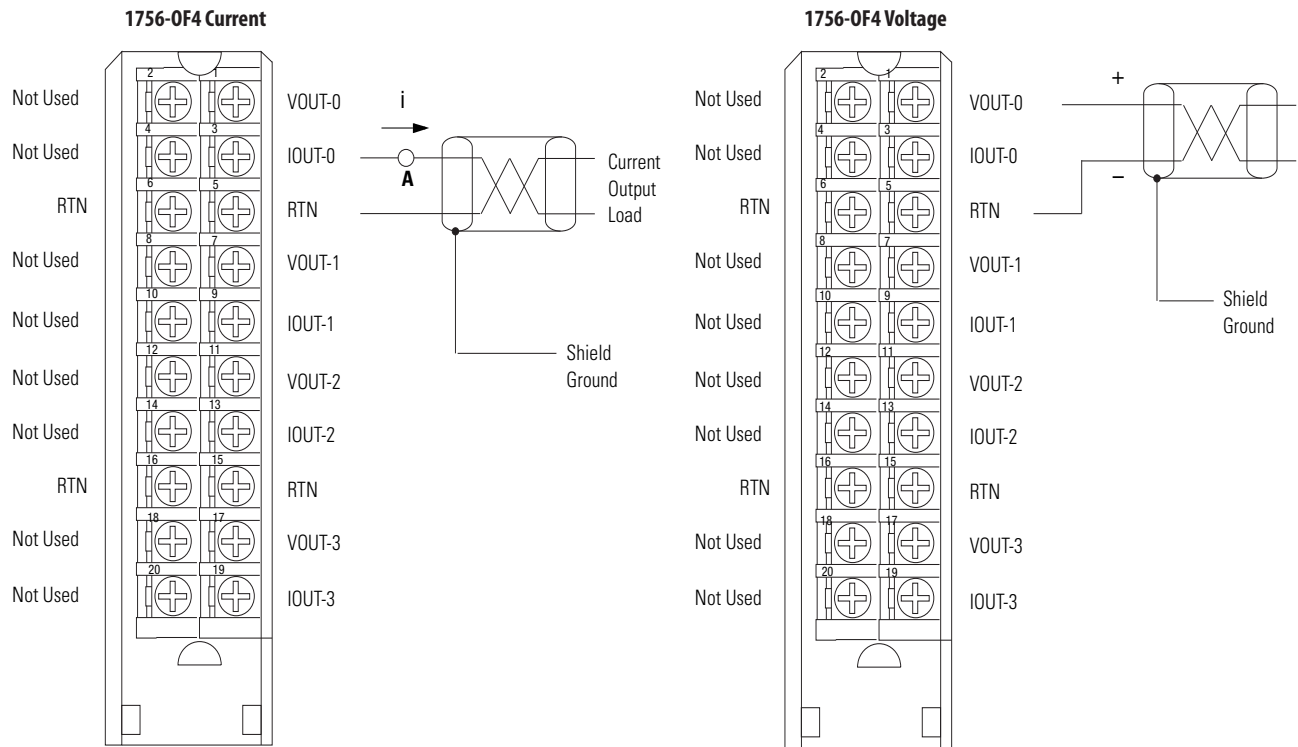 1756-OF4 Current
Not Used
2
1
VOUT-0
Not Used
4
3
IOUT-0
RTN
6
5
RTN
Not Used
8
7
VOUT-1
Not Used
10
9
IOUT-1
Not Used
12
11
VOUT-2
Not Used
14
13
IOUT-2
RTN
16
15
RTN
Not Used
18
17
VOUT-3
Not Used
20
19
IOUT-3
i
A
Current
Output
Load
Shield
Ground
1756-OF4 Voltage
Not Used
2
1
VOUT-0
Not Used
4
3
IOUT-0
RTN
6
5
RTN
Not Used
8
7
VOUT-1
Not Used
10
9
IOUT-1
Not Used
12
11
VOUT-2
Not Used
14
13
IOUT-2
RTN
16
15
RTN
Not Used
18
17
VOUT-3
Not Used
20
19
IOUT-3
+
–
Shield
Ground